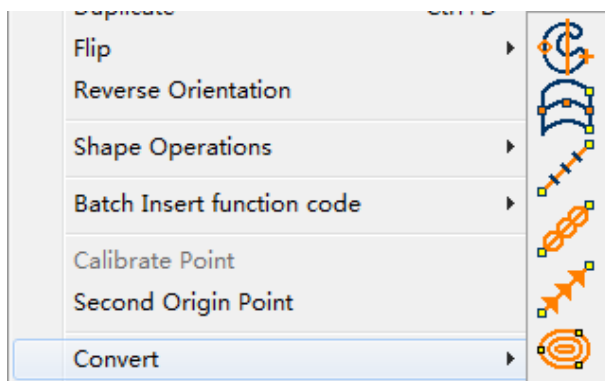 Flip
Reverse Orientation
Shape Operations
Batch Insert function code
Calibrate Point
Second Origin Point
Convert